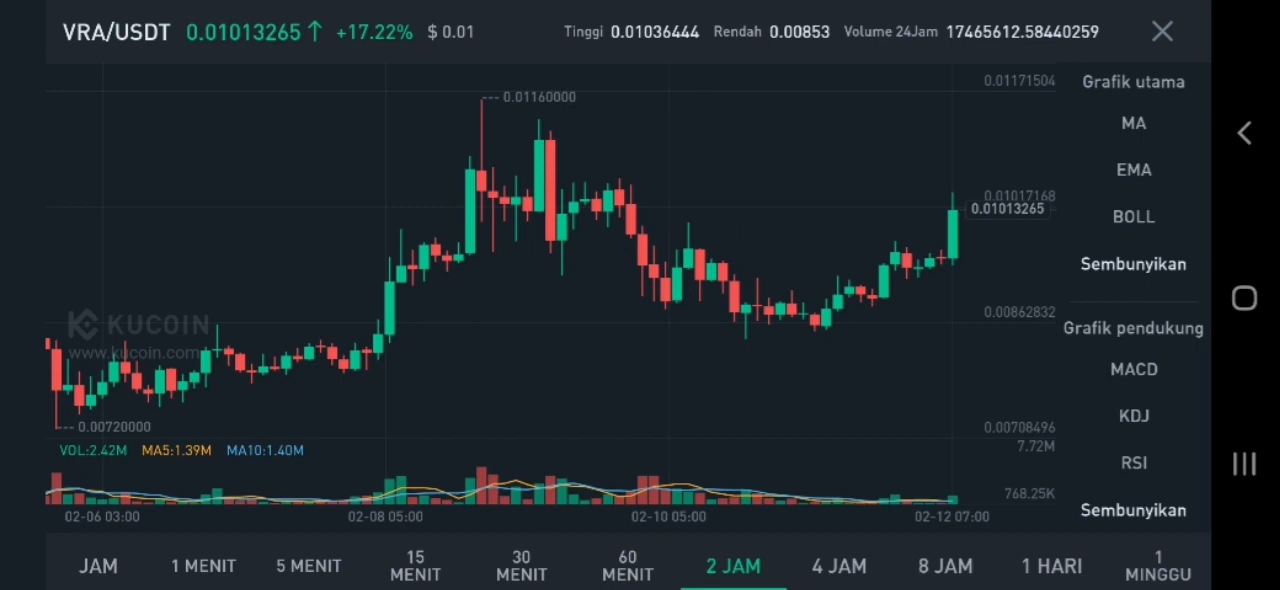 VRA/USDT 0.01013265↑ +17.22% $ 0.01 Tinggi 0.01036444 Rendah 0.00853 Volume 24Jam 17465612.58440259
0.01171504
Grafik utama
0.01160000
MA
EMA
0.01017168
0.01013265
BOLL
Sembunyikan
0.00862832
KUCOIN
Grafik pendukung
www.kucoin.com
MACD
KDJ
0.00720000
0.00708496
VOL:2.42M MA5:1.39M MA10:1.40M
7.72M
RSI
768.25K
Sembunyikan
02-06 03:00 02-08 05:00 02-10 05:00 02-12 07:00
JAM 1 MENIT 5 MENIT 15 MENIT 30 MENIT 60 MENIT 2 JAM 4 JAM 8 JAM 1 HARI 1 MINGGU